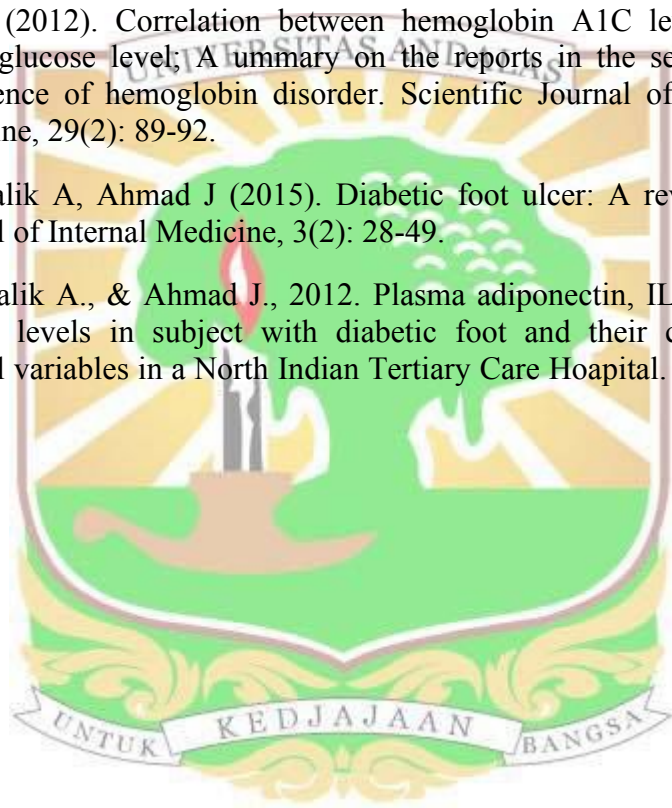 (2012). Correlation between hemoglobin A1C le
glucose level; A ummary on the reports in the se
UNIVERSITAS ANDALAS
ence of hemoglobin disorder. Scientific Journal of
ne, 29(2): 89-92.
alik A, Ahmad J (2015). Diabetic foot ulcer: A rev
l of Internal Medicine, 3(2): 28-49.
alik A., & Ahmad J., 2012. Plasma adiponectin, IL
levels in subject with diabetic foot and their c
l variables in a North Indian Tertiary Care Hoapital.
UNTUK KEDJAJAAN BANGSA